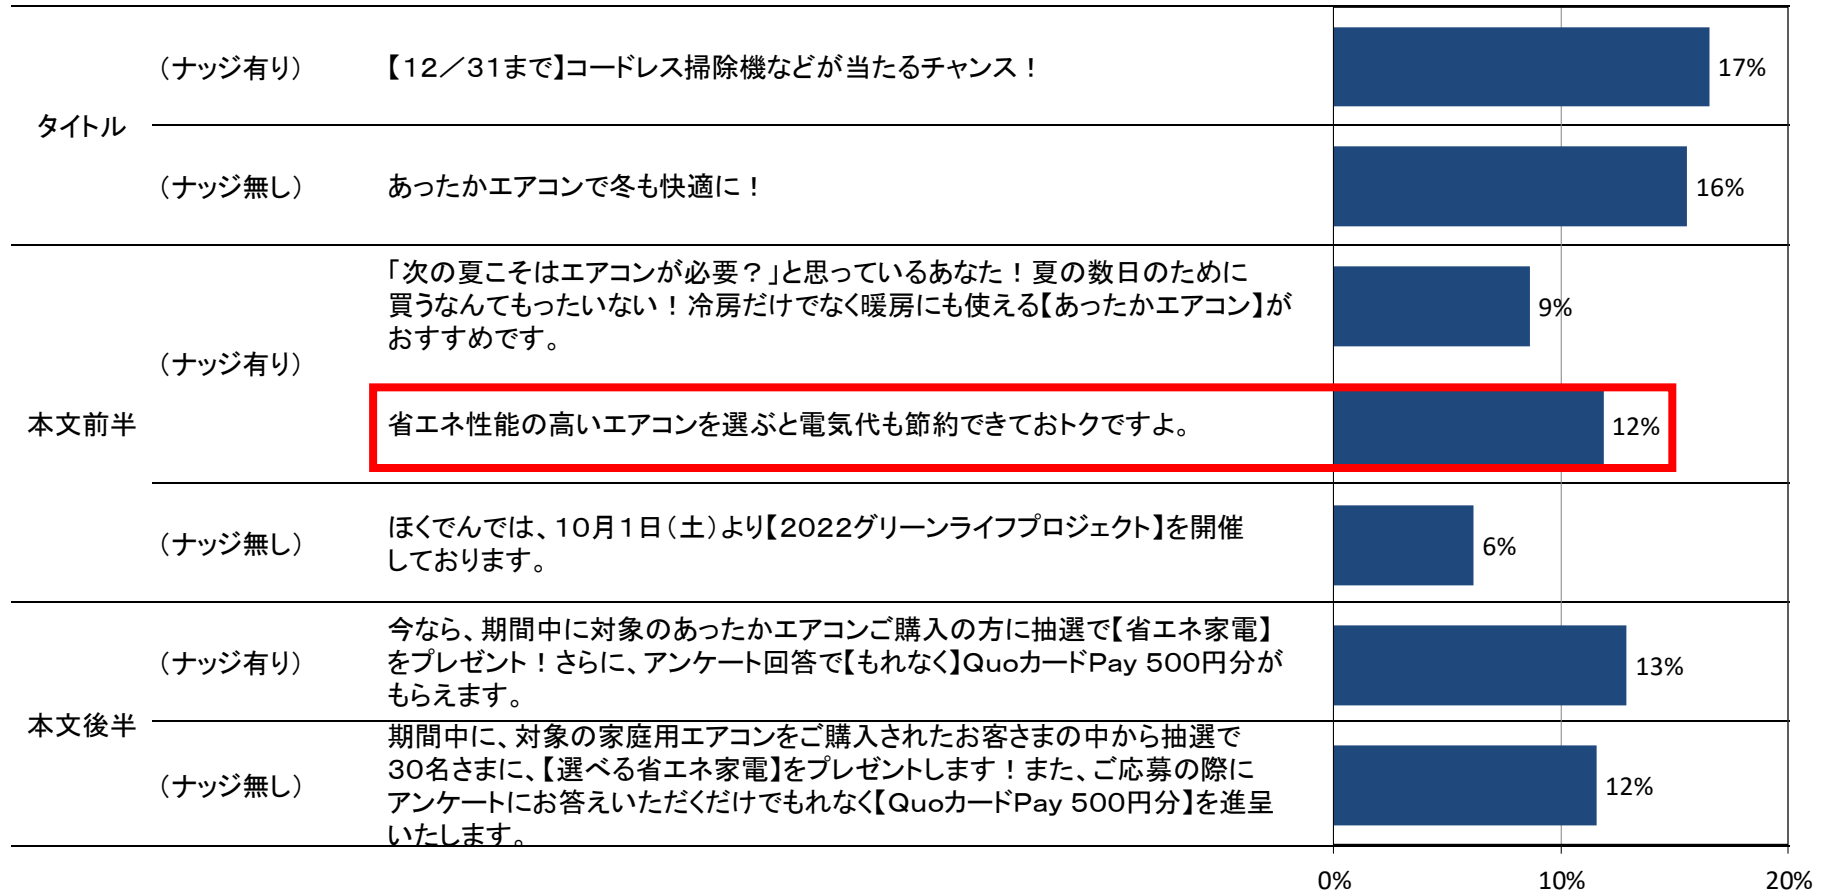 タイトル
（ナッジ有り）
【１２／３１まで】コードレス掃除機などが当たるチャンス！
17%
（ナッジ無し）
あったかエアコンで冬も快適に！
16%
本文前半
（ナッジ有り）
「次の夏こそはエアコンが必要？」と思っているあなた！夏の数日のために
買うなんてもったいない！冷房だけでなく暖房にも使える【あったかエアコン】が
おすすめです。
9%
省エネ性能の高いエアコンを選ぶと電気代も節約できておトクですよ。
12%
（ナッジ無し）
ほくでんでは、１０月１日（土）より【２０２２グリーンライフプロジェクト】を開催
しております。
6%
本文後半
（ナッジ有り）
今なら、期間中に対象のあったかエアコンご購入の方に抽選で【省エネ家電】
をプレゼント！さらに、アンケート回答で【もれなく】QuoカードPay 500円分が
もらえます。
13%
（ナッジ無し）
期間中に、対象の家庭用エアコンをご購入されたお客さまの中から抽選で
３０名さまに、【選べる省エネ家電】をプレゼントします！また、ご応募の際に
アンケートにお答えいただくだけでもれなく【QuoカードPay 500円分】を進呈
いたします。
12%
0% 10% 20%